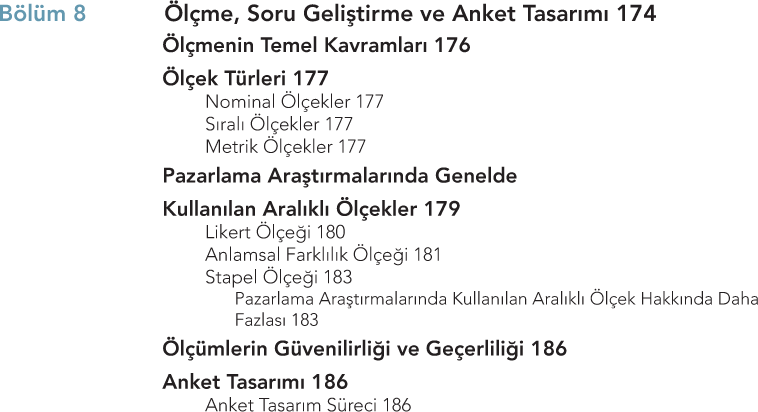 Bölüm 8 Ölçme, Soru Geliştirme ve Anket Tasarımı 174
Ölçmenin Temel Kavramları 176
Ölçek Türleri 177
Nominal Ölçekler 177
Sıralı Ölçekler 177
Metrik Ölçekler 177
Pazarlama Araştırmalarında Genelde
Kullanılan Aralıklı Ölçekler 179
Likert Ölçeği 180
Anlamsal Farklılık Ölçeği 181
Stapel Ölçeği 183
Pazarlama Araştırmalarında Kullanılan Aralıklı Ölçek Hakkında Daha
Fazlası 183
Ölçümlerin Güvenilirliği ve Geçerliliği 186
Anket Tasarımı 186
Anket Tasarım Süreci 186